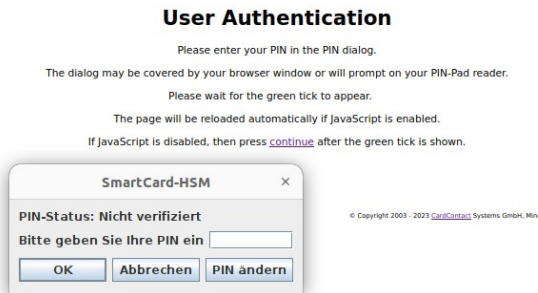 User Authentication
Please enter your PIN in the PIN dialog.
The dialog may be covered by your browser window or will prompt on your PIN-Pad reader.
Please wait for the green tick to appear.
The page will be reloaded automatically if JavaScript is enabled.
If JavaScript is disabled, then press continue after the green tick is shown.
SmartCard-HSM
PIN-Status: Nicht verifiziert
Bitte geben Sie Ihre PIN ein
OK Abbrechen PIN ändern
© Copyright 2003 - 2023 CardContact Systems GmbH,